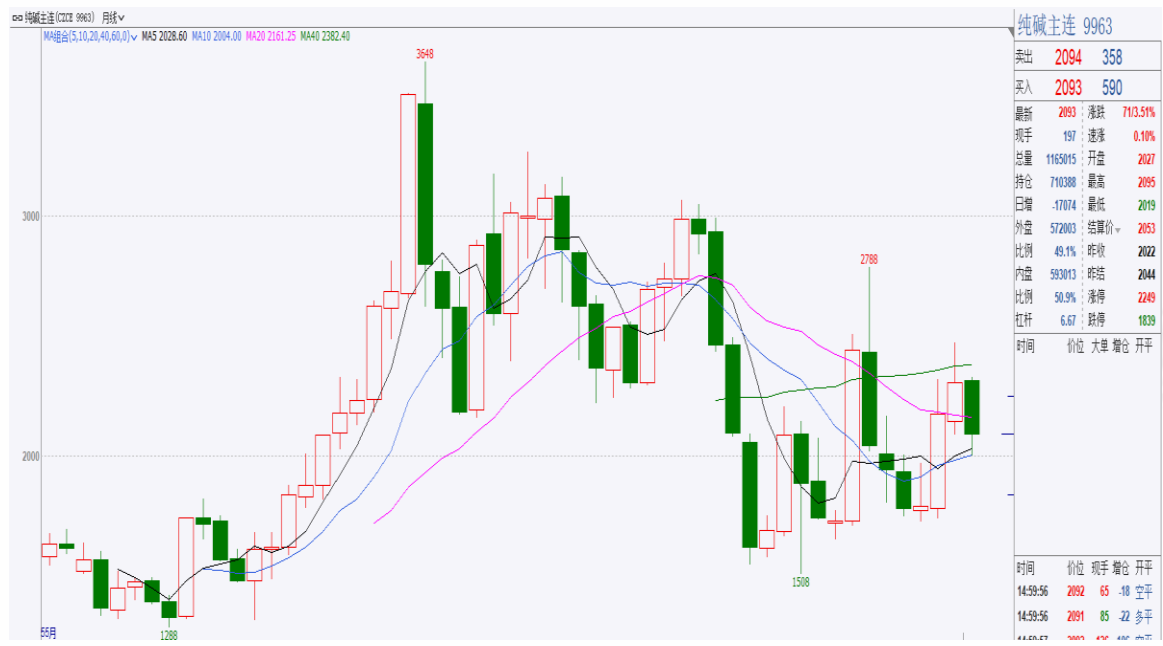 纯碱主连(CZCE 9963) 月线
MA组合(5,10,20,40,60,0) MA5 2028.60 MA10 2004.00 MA20 2161.25 MA40 2382.40
3648
3000
2788
2000
1508
1288
纯碱主连 9963
卖出 2094 358
买入 2093 590
最新 2093 涨跌 71/3.51%
现手 197 速涨 0.10%
总量 1165015 开盘 2027
持仓 710388 最高 2095
日增 -17074 最低 2019
外盘 572003 结算价 2053
比例 49.1% 昨收 2022
内盘 593013 昨结 2044
比例 50.9% 涨停 2249
杠杆 6.67 跌停 1839
时间 价位 大单 增仓 开平
时间 价位 现手 增仓 开平
14:59:56 2092 65 -18 空平
14:59:56 2091 85 -22 多平